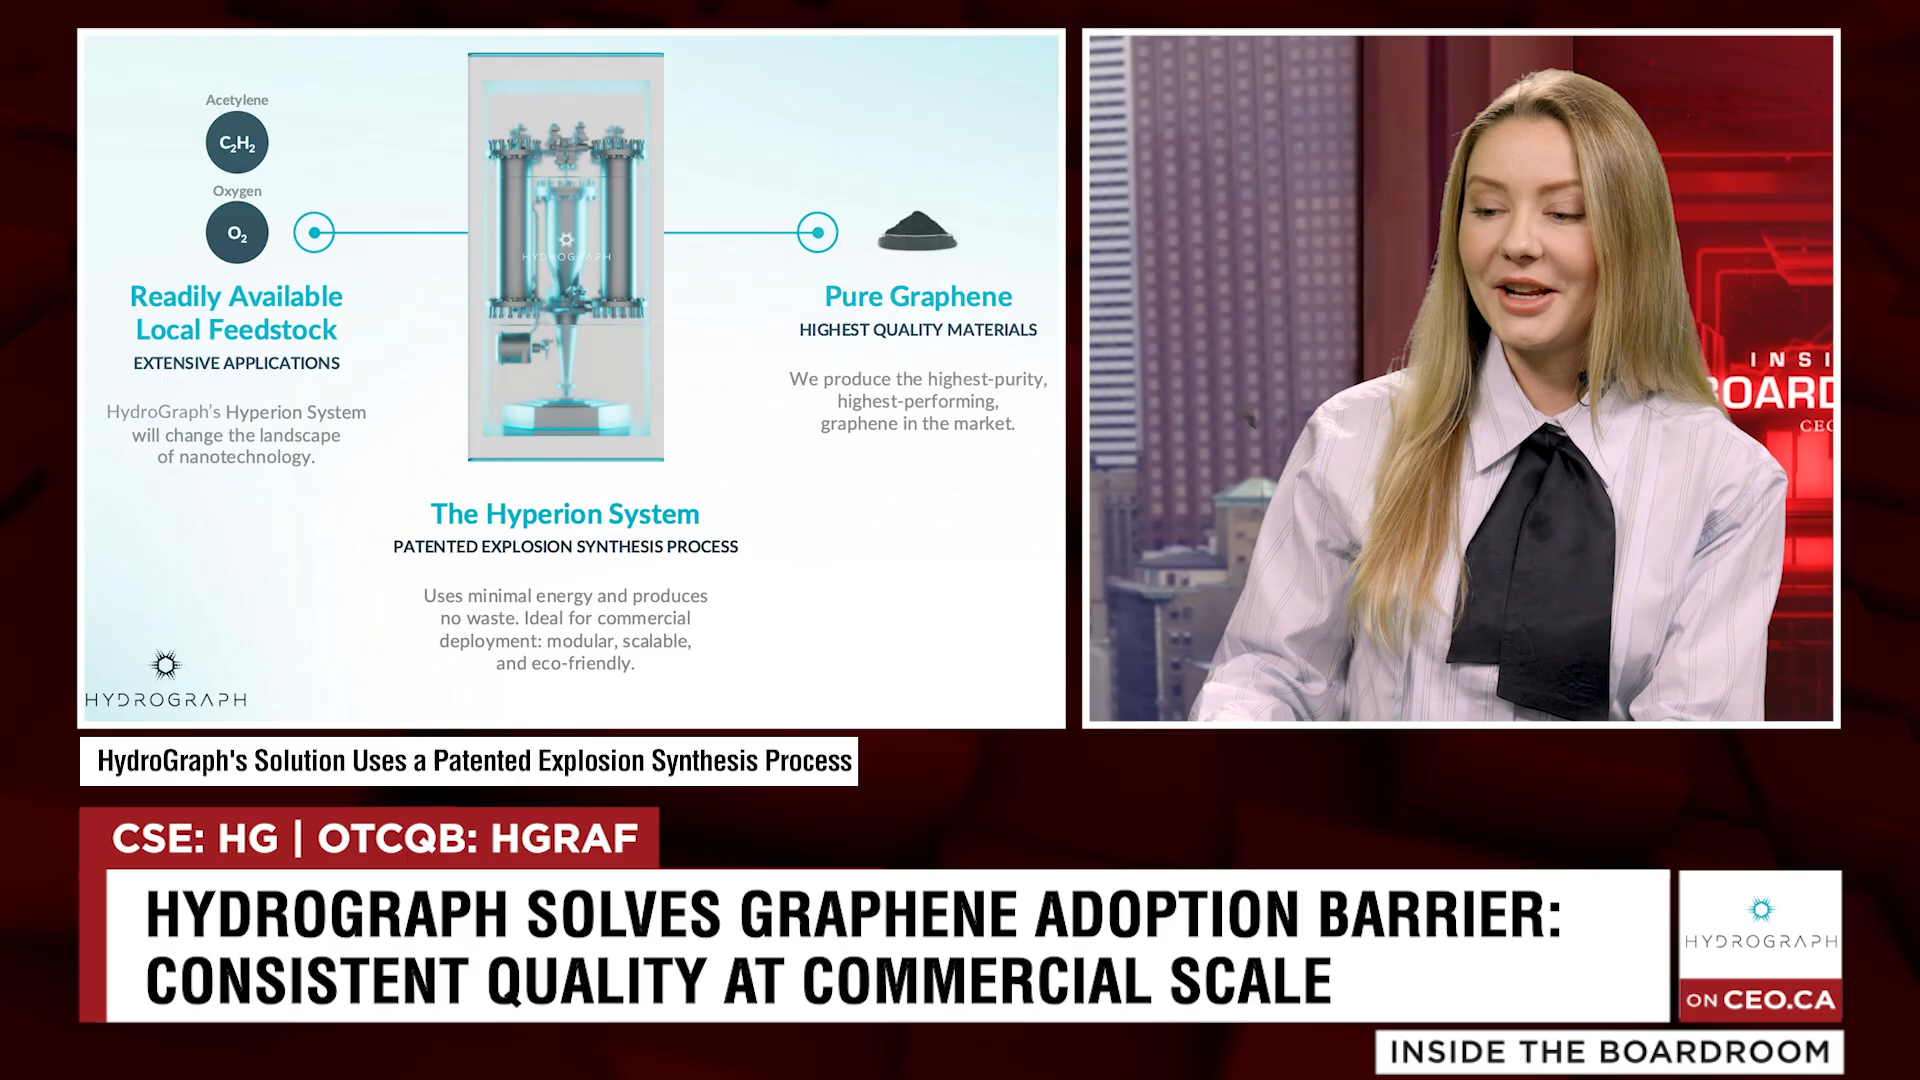 Acetylene
C2H2
Oxygen
O2
Readily Available
Local Feedstock
EXTENSIVE APPLICATIONS
HydroGraph's Hyperion System
will change the landscape
of nanotechnology.
HYDROGRAPH
The Hyperion System
PATENTED EXPLOSION SYNTHESIS PROCESS
Uses minimal energy and produces
no waste. Ideal for commercial
deployment: modular, scalable,
and eco-friendly.
Pure Graphene
HIGHEST QUALITY MATERIALS
We produce the highest-purity,
highest-performing,
graphene in the market.
HYDROGRAPH
INSI
BOARD
CEO
HydroGraph's Solution Uses a Patented Explosion Synthesis Process
CSE: HG | OTCQB: HGRAF
HYDROGRAPH SOLVES GRAPHENE ADOPTION BARRIER:
CONSISTENT QUALITY AT COMMERCIAL SCALE
HYDROGRAPH
ON CEO.CA
INSIDE THE BOARDROOM